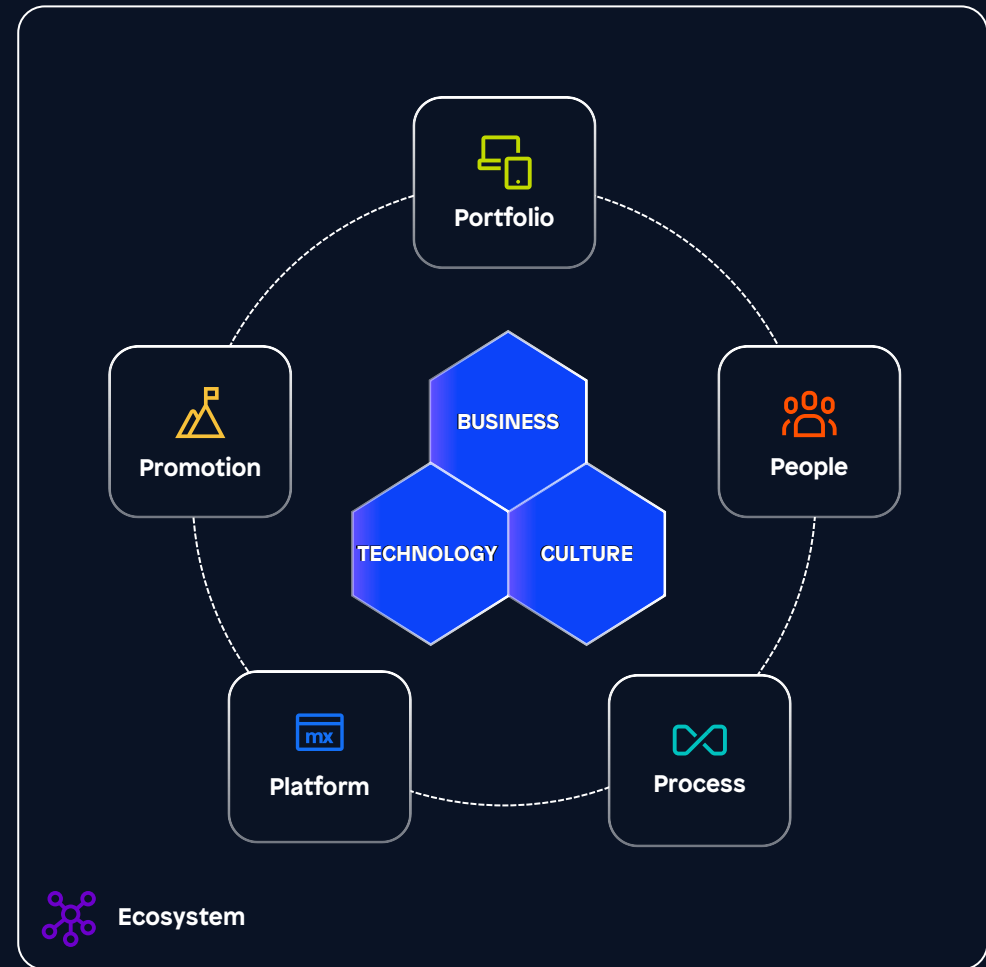 Portfolio
Promotion
People
BUSINESS
TECHNOLOGY
CULTURE
mx
Platform
Process
Ecosystem